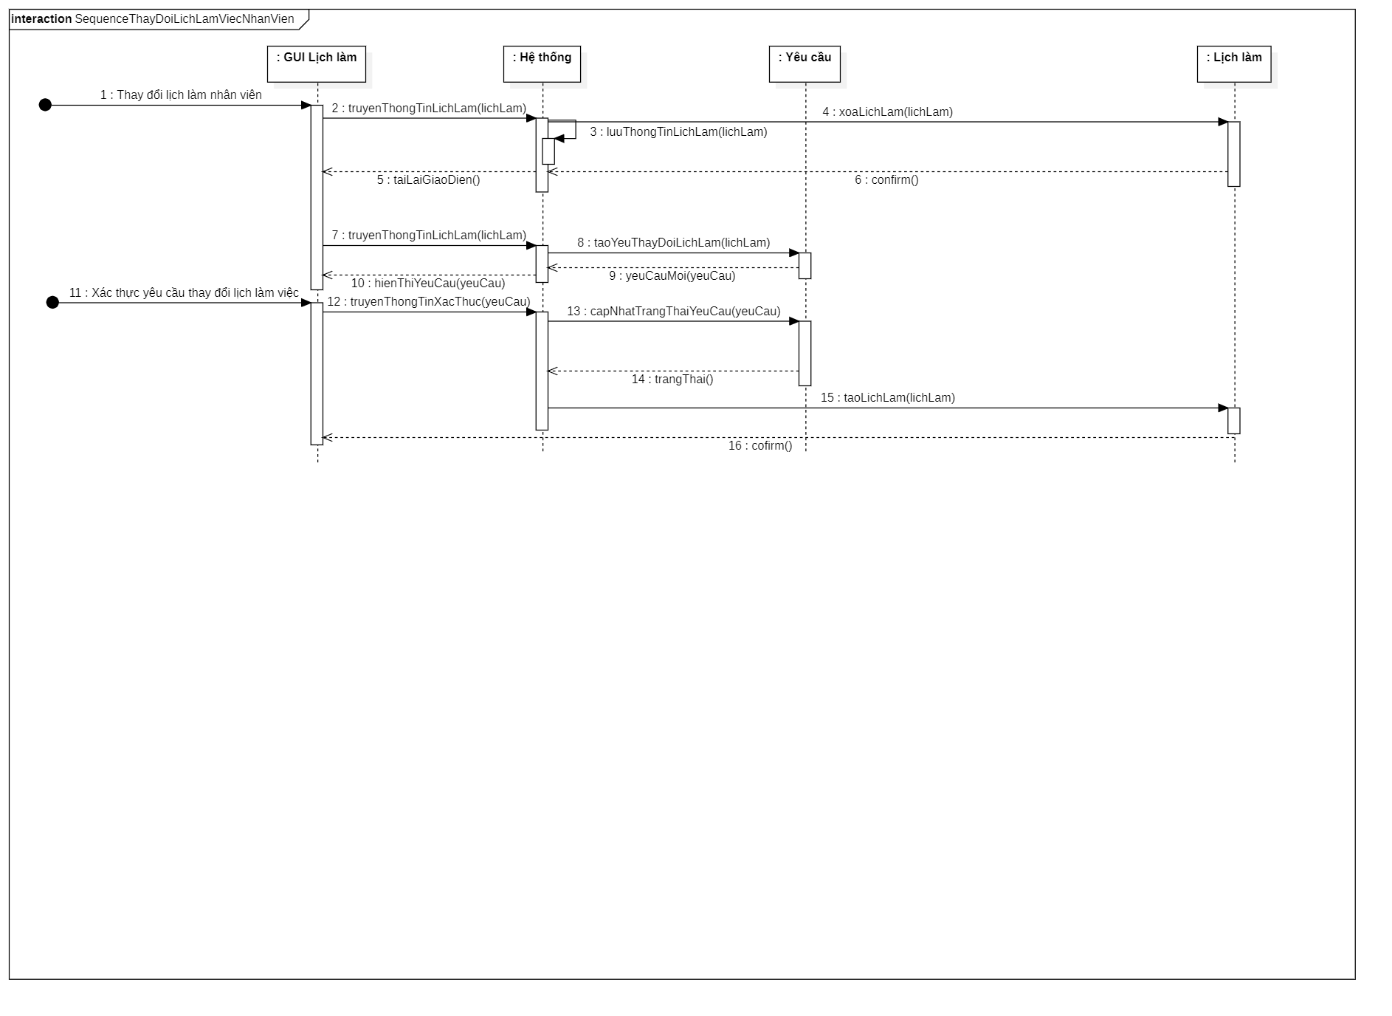 interaction SequenceThayDoiLichLamViecNhanVien
: GUI Lịch làm
: Hệ thống
: Yêu cầu
: Lịch làm
1 : Thay đổi lịch làm nhân viên
2 : truyenThongTinLichLam(lichLam)
4 : xoaLichLam(lichLam)
3 : luuThongTinLichLam(lichLam)
5 : taiLaiGiaoDien()
6 : confirm()
7 : truyenThongTinLichLam(lichLam)
8 : taoYeuThayDoiLichLam(lichLam)
9 : yeuCauMoi(yeuCau)
10 : hienThiYeuCau(yeuCau)
11 : Xác thực yêu cầu thay đổi lịch làm việc
12 : truyenThongTinXacThuc(yeuCau)
13 : capNhatTrangThaiYeuCau(yeuCau)
14 : trangThai()
15 : taoLichLam(lichLam)
16 : cofirm()